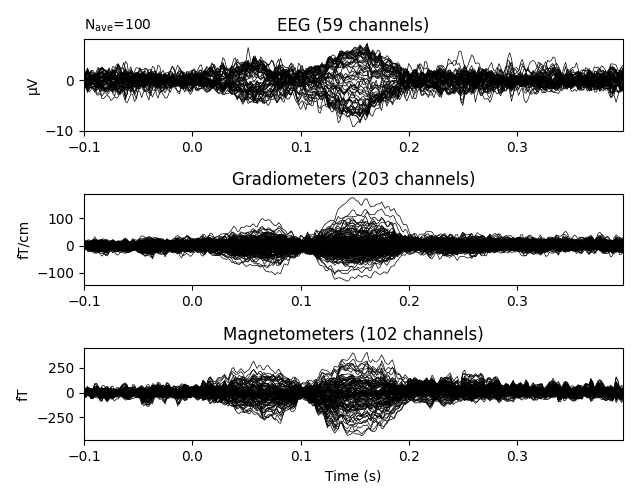 Nave=100
EEG (59 channels)
µV
0
−10
−0.1 0.0 0.1 0.2 0.3
Gradiometers (203 channels)
fT/cm
100
0
−100
−0.1 0.0 0.1 0.2 0.3
Magnetometers (102 channels)
fT
250
0
−250
−0.1 0.0 0.1 0.2 0.3
Time (s)